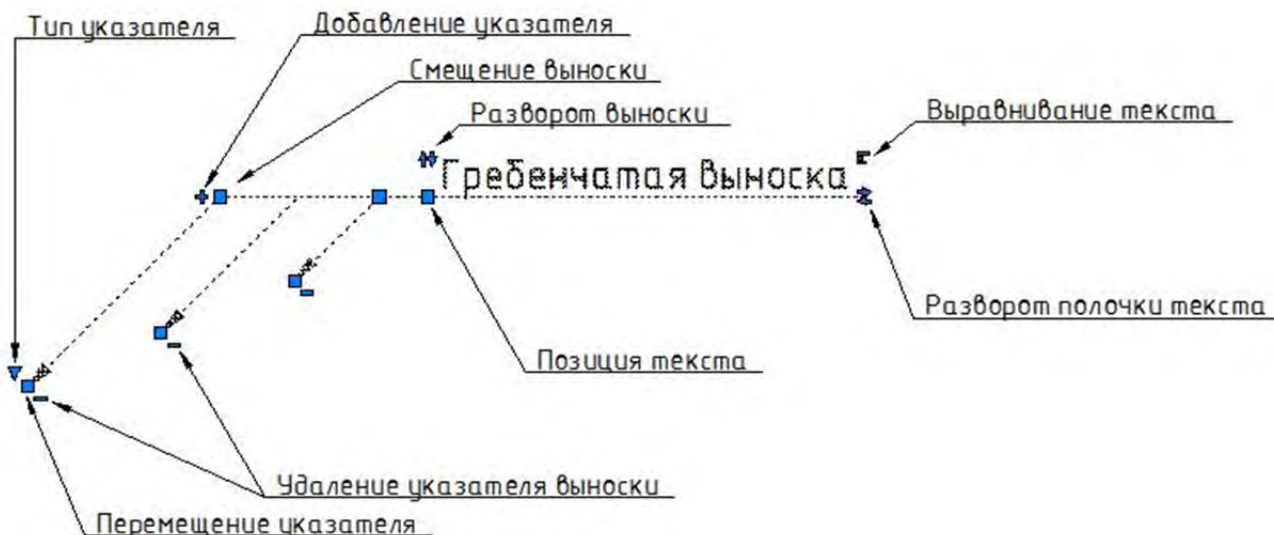 Тип указателя
Добавление указателя
Смещение выноски
Разворот выноски
Выравнивание текста
Гребенчатая выноска
Разворот полочки текста
Позиция текста
Удаление указателя выноски
Перемещение указателя